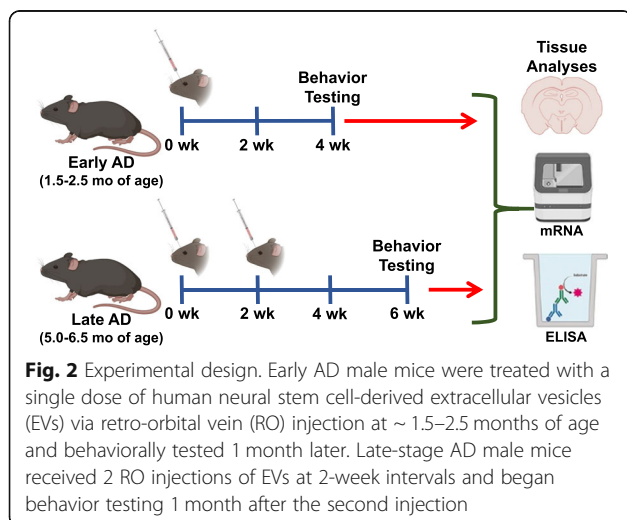 Tissue
Analyses
Behavior
Testing
0 wk 2 wk 4 wk
Early AD
(1.5-2.5 mo of age)
mRNA
Behavior
Testing
0 wk 2 wk 4 wk 6 wk
Late AD
(5.0-6.5 mo of age)
ELISA
Fig. 2 Experimental design. Early AD male mice were treated with a
single dose of human neural stem cell-derived extracellular vesicles
(EVs) via retro-orbital vein (RO) injection at ~ 1.5–2.5 months of age
and behaviorally tested 1 month later. Late-stage AD male mice
received 2 RO injections of EVs at 2-week intervals and began
behavior testing 1 month after the second injection